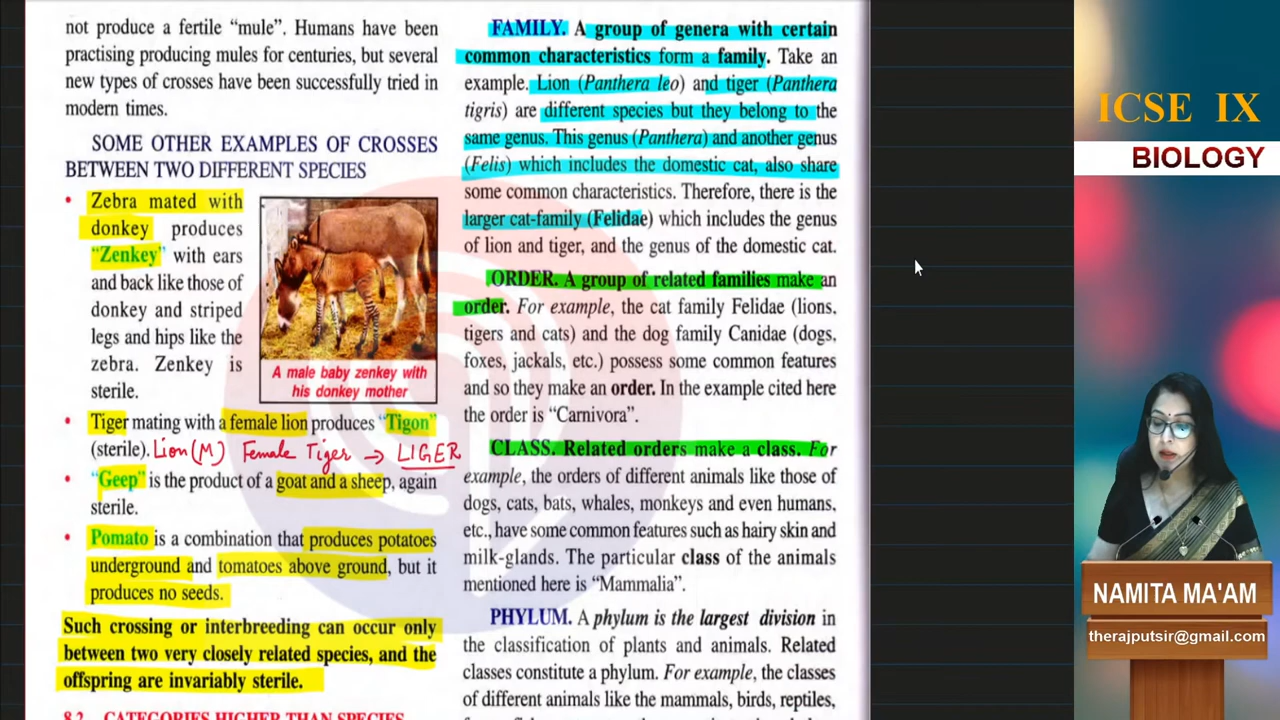 not produce a fertile “mule”. Humans have been
practising producing mules for centuries, but several
new types of crosses have been successfully tried in
modern times.
SOME OTHER EXAMPLES OF CROSSES
BETWEEN TWO DIFFERENT SPECIES
• Zebra mated with
donkey produces
“Zenkey” with ears
and back like those of
donkey and striped
legs and hips like the
zebra. Zenkey is
sterile.
A male baby zenkey with
his donkey mother
• Tiger mating with a female lion produces “Tigon”
(sterile). Lion(M) Female Tiger → LIGER
• “Geep” is the product of a goat and a sheep, again
sterile.
• Pomato is a combination that produces potatoes
underground and tomatoes above ground, but it
produces no seeds.
Such crossing or interbreeding can occur only
between two very closely related species, and the
offspring are invariably sterile.
8.2 CATEGORIES HIGHER THAN SPECIES
FAMILY. A group of genera with certain
common characteristics form a family. Take an
example. Lion (Panthera leo) and tiger (Panthera
tigris) are different species but they belong to the
same genus. This genus (Panthera) and another genus
(Felis) which includes the domestic cat, also share
some common characteristics. Therefore, there is the
larger cat-family (Felidae) which includes the genus
of lion and tiger, and the genus of the domestic cat.
ORDER. A group of related families make an
order. For example, the cat family Felidae (lions,
tigers and cats) and the dog family Canidae (dogs,
foxes, jackals, etc.) possess some common features
and so they make an order. In the example cited here
the order is “Carnivora”.
CLASS. Related orders make a class. For
example, the orders of different animals like those of
dogs, cats, bats, whales, monkeys and even humans,
etc., have some common features such as hairy skin and
milk-glands. The particular class of the animals
mentioned here is “Mammalia”.
PHYLUM. A phylum is the largest division in
the classification of plants and animals. Related
classes constitute a phylum. For example, the classes
of different animals like the mammals, birds, reptiles,
ICSE IX
BIOLOGY
NAMITA MA'AM
therajputsir@gmail.com